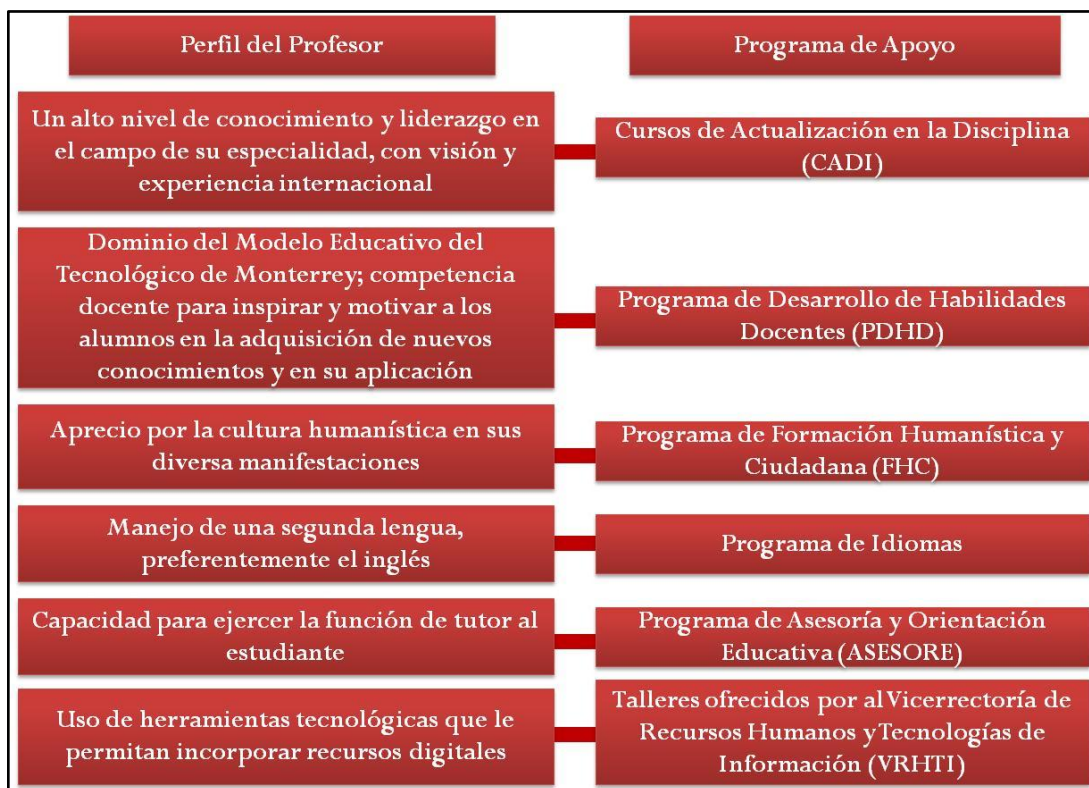 Perfil del Profesor
Programa de Apoyo
Un alto nivel de conocimiento y liderazgo en
el campo de su especialidad, con visión y
experiencia internacional
Cursos de Actualización en la Disciplina
(CADI)
Dominio del Modelo Educativo del
Tecnológico de Monterrey; competencia
docente para inspirar y motivar a los
alumnos en la adquisición de nuevos
conocimientos y en su aplicación
Programa de Desarrollo de Habilidades
Docentes (PDHD)
Aprecio por la cultura humanística en sus
diversa manifestaciones
Programa de Formación Humanística y
Ciudadana (FHC)
Manejo de una segunda lengua,
preferentemente el inglés
Programa de Idiomas
Capacidad para ejercer la función de tutor al
estudiante
Programa de Asesoría y Orientación
Educativa (ASESORE)
Uso de herramientas tecnológicas que le
permitan incorporar recursos digitales
Talleres ofrecidos por al Vicerrectoría de
Recursos Humanos y Tecnologías de
Información (VRHTI)